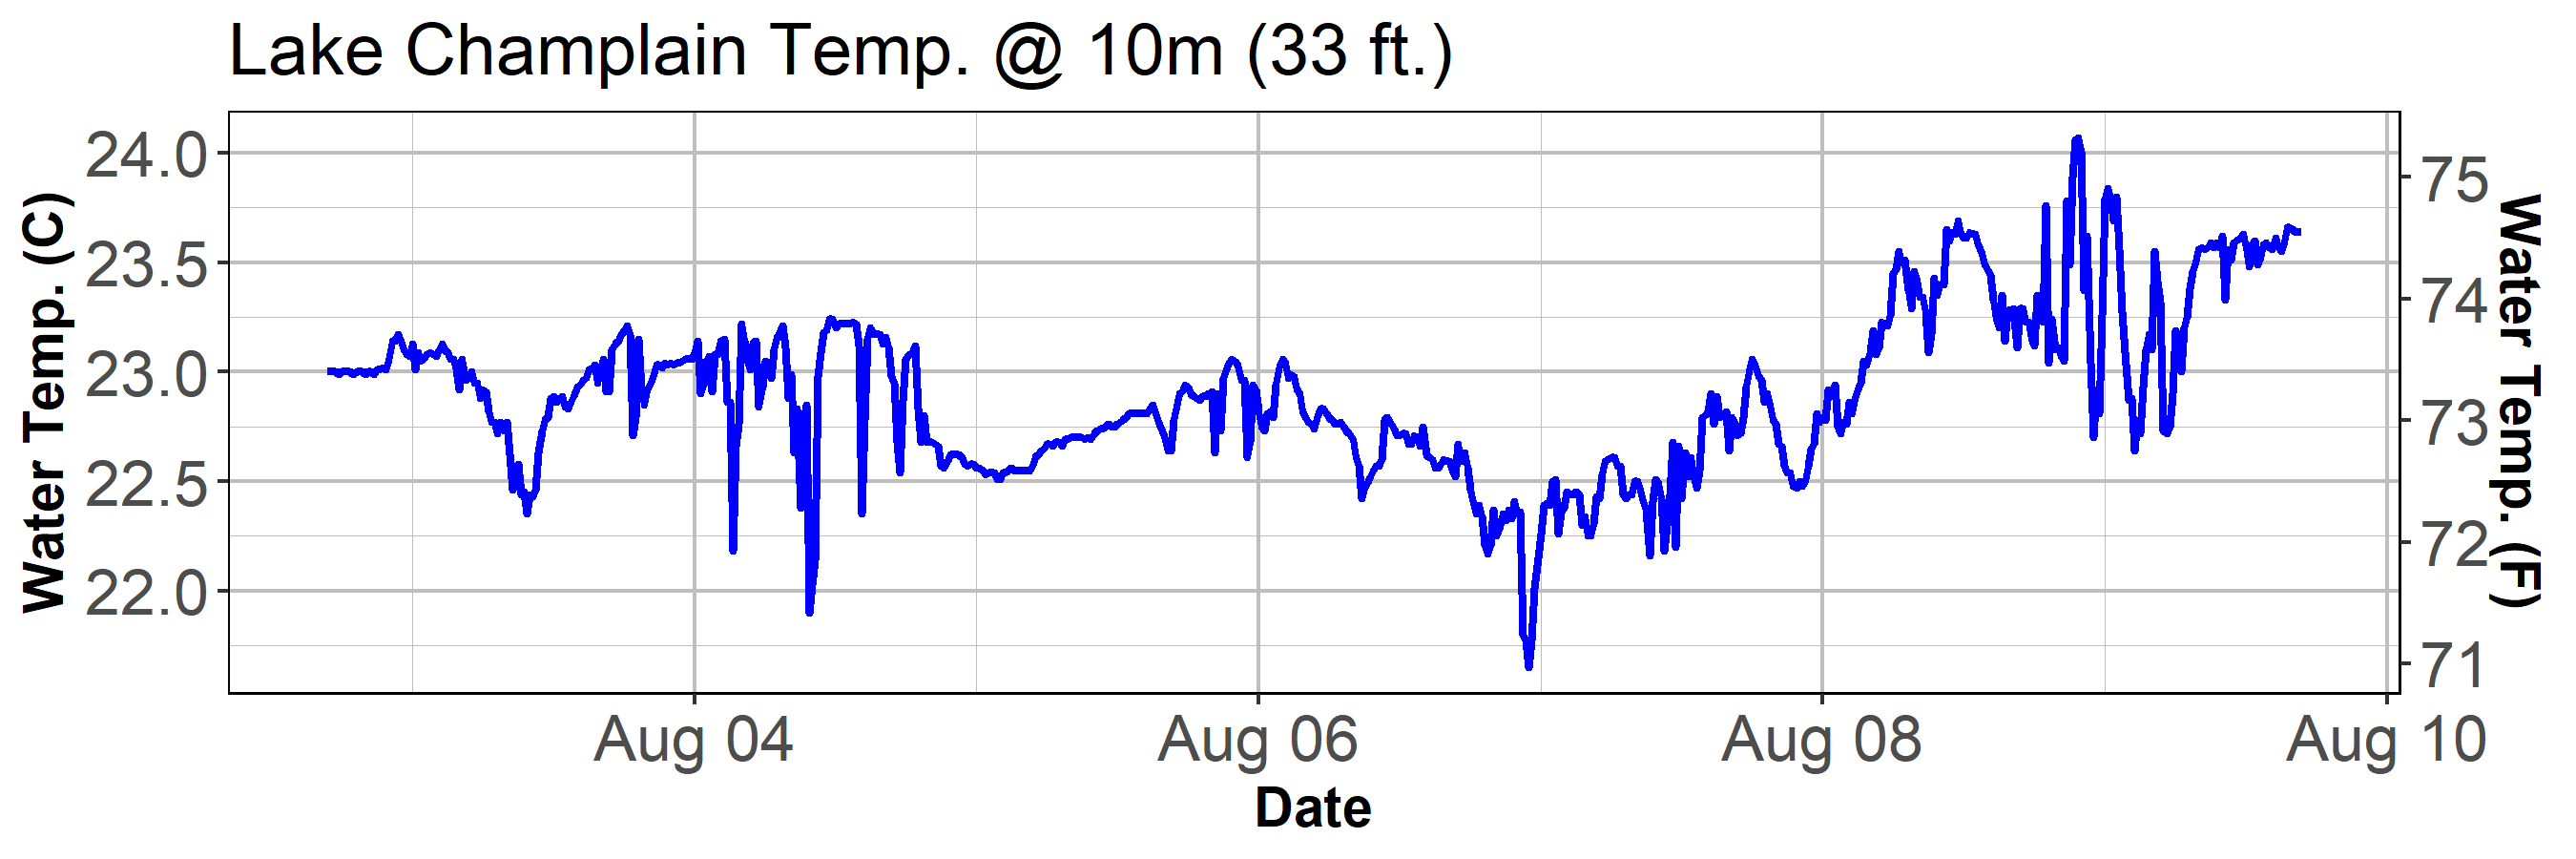 Lake Champlain Temp. @ 10m (33 ft.)
Water Temp. (C)
24.0
23.5
23.0
22.5
22.0
75
74
73
72
71
Water Temp. (F)
Aug 04 Aug 06 Aug 08 Aug 10
Date